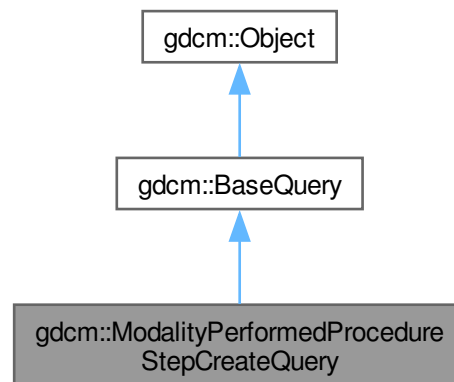 gdcm::Object
gdcm::BaseQuery
gdcm::ModalityPerformedProcedure
StepCreateQuery